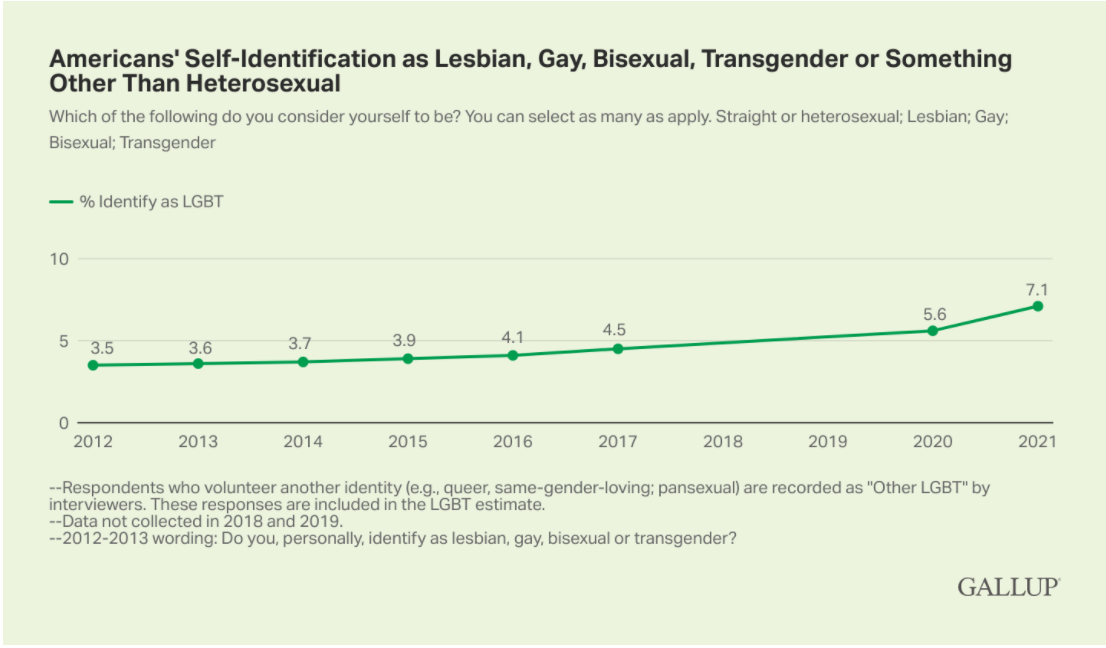 Americans' Self-Identification as Lesbian, Gay, Bisexual, Transgender or Something
Other Than Heterosexual
Which of the following do you consider yourself to be? You can select as many as apply. Straight or heterosexual; Lesbian; Gay;
Bisexual; Transgender
% Identify as LGBT
10
7.1
5.6
5
3.5 3.6 3.7 3.9 4.1 4.5
0
2012 2013 2014 2015 2016 2017 2018 2019 2020 2021
--Respondents who volunteer another identity (e.g., queer, same-gender-loving; pansexual) are recorded as "Other LGBT" by
interviewers. These responses are included in the LGBT estimate.
--Data not collected in 2018 and 2019.
--2012-2013 wording: Do you, personally, identify as lesbian, gay, bisexual or transgender?
GALLUP